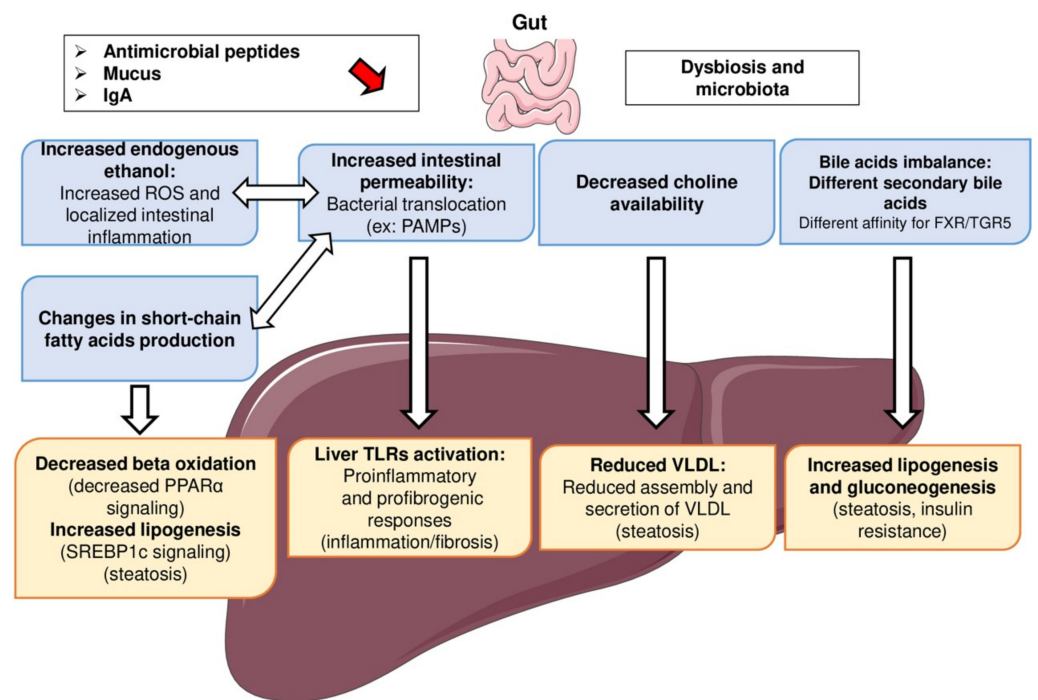 Gut
➢ Antimicrobial peptides
➢ Mucus
➢ IgA
Dysbiosis and
microbiota
Increased endogenous
ethanol:
Increased ROS and
localized intestinal
inflammation
Increased intestinal
permeability:
Bacterial translocation
(ex: PAMPs)
Decreased choline
availability
Bile acids imbalance:
Different secondary bile
acids
Different affinity for FXR/TGR5
Changes in short-chain
fatty acids production
Decreased beta oxidation
(decreased PPARα
signaling)
Increased lipogenesis
(SREBP1c signaling)
(steatosis)
Liver TLRs activation:
Proinflammatory
and profibrogenic
responses
(inflammation/fibrosis)
Reduced VLDL:
Reduced assembly and
secretion of VLDL
(steatosis)
Increased lipogenesis
and gluconeogenesis
(steatosis, insulin
resistance)